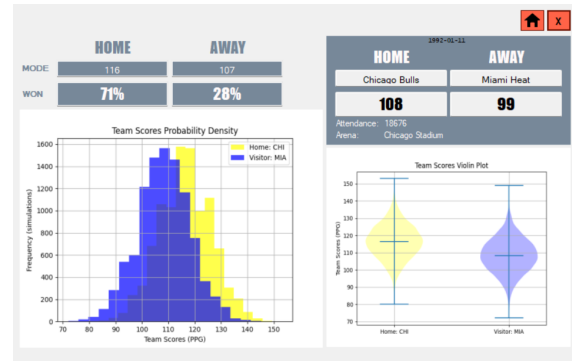 X
HOME AWAY
MODE 116 107
WON 71% 28%
1992-01-11
HOME AWAY
Chicago Bulls Miami Heat
108 99
Attendance: 18676
Arena: Chicago Stadium
Team Scores Probability Density
Home: CHI
Visitor: MIA
Frequency (simulations)
1600
1400
1200
1000
800
600
400
200
0
70 80 90 100 110 120 130 140 150
Team Scores (PPG)
Team Scores Violin Plot
Team Scores (PPG)
150
140
130
120
110
100
90
80
70
Home: CHI Visitor: MIA